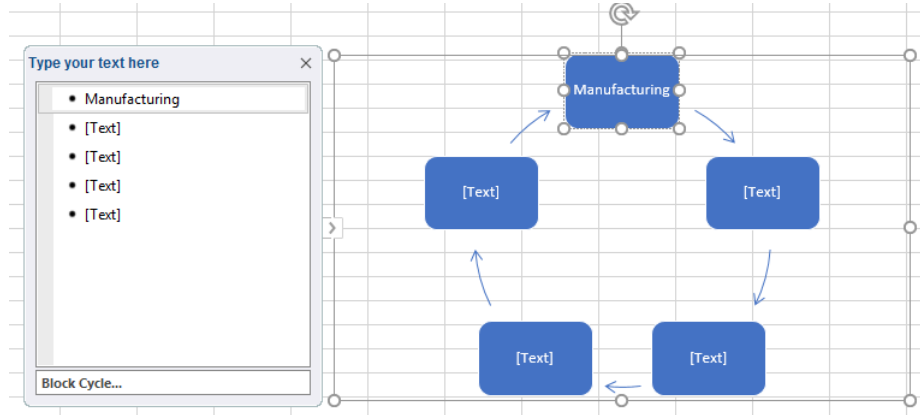 Type your text here
Manufacturing
[Text]
[Text]
[Text]
[Text]
Block Cycle...
Manufacturing
[Text]
[Text]
[Text]
[Text]